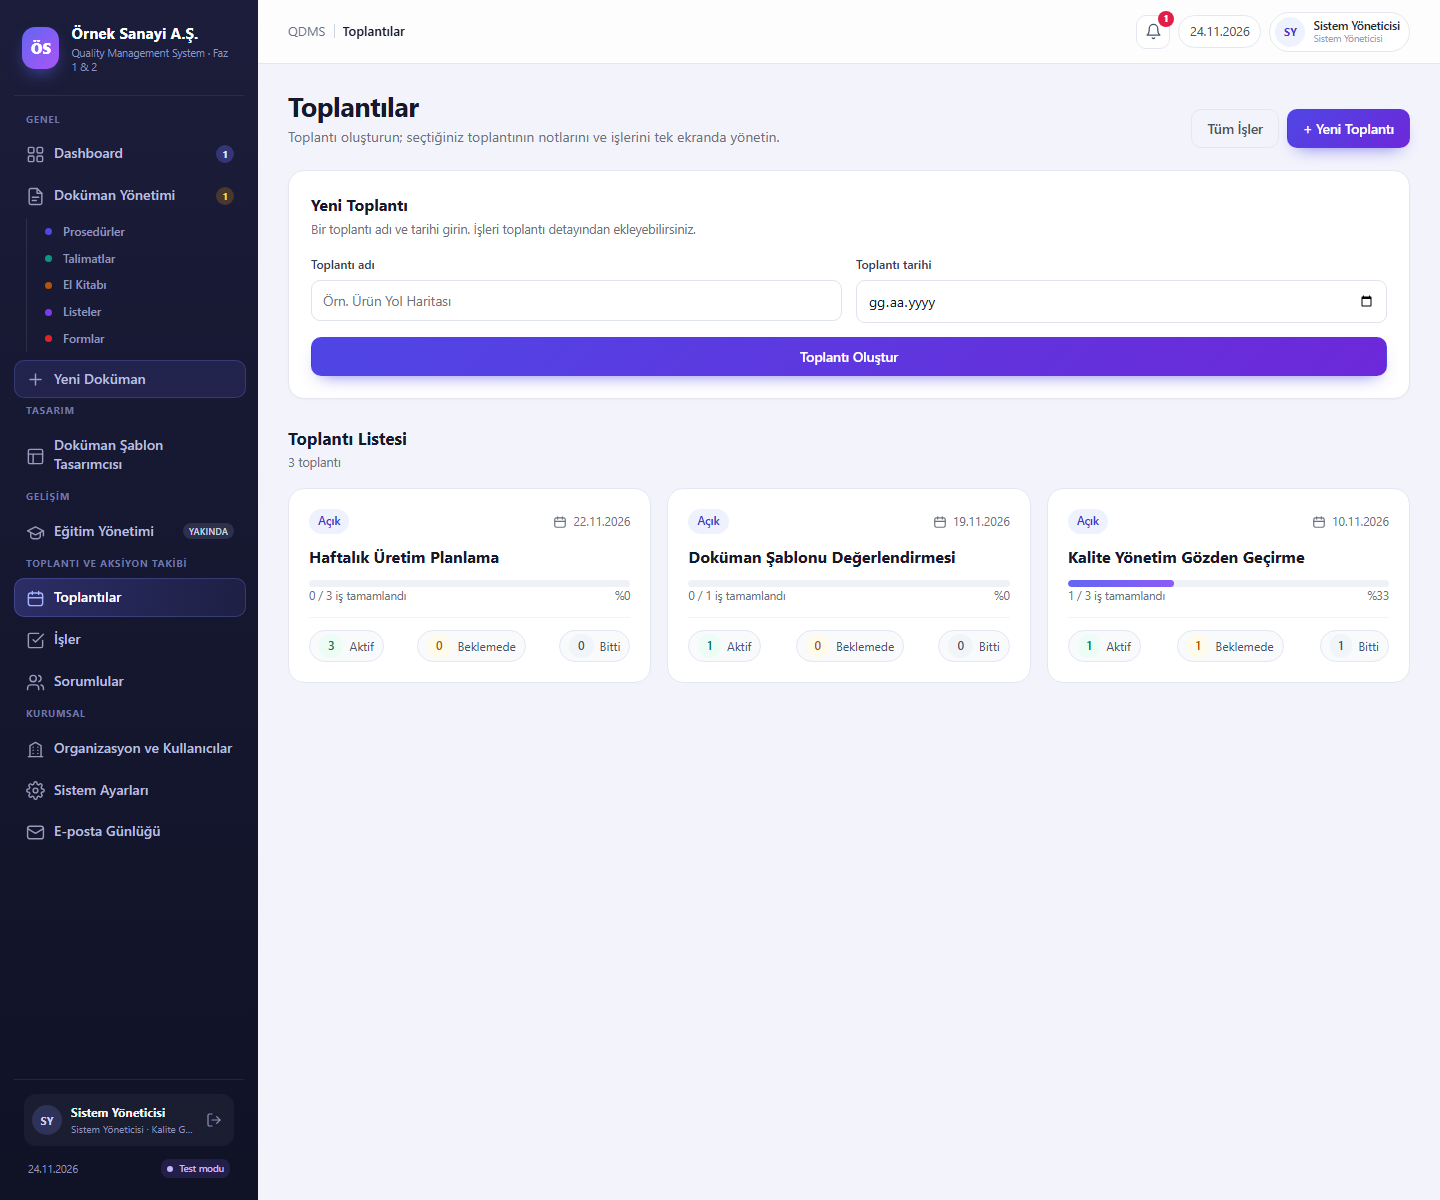 ÖS
Örnek Sanayi A.Ş.
Quality Management System · Faz
1 & 2
GENEL
Dashboard 1
Doküman Yönetimi 1
Prosedürler
Talimatlar
El Kitabı
Listeler
Formlar
Yeni Doküman
TASARIM
Doküman Şablon
Tasarımcısı
GELİŞİM
Eğitim Yönetimi YAKINDA
TOPLANTI VE AKSİYON TAKİBİ
Toplantılar
İşler
Sorumlular
KURUMSAL
Organizasyon ve Kullanıcılar
Sistem Ayarları
E-posta Günlüğü
SY
Sistem Yöneticisi
Sistem Yöneticisi · Kalite G...
24.11.2026 Test modu
QDMS Toplantılar
1
24.11.2026
SY
Sistem Yöneticisi
Sistem Yöneticisi
Toplantılar
Toplantı oluşturun; seçtiğiniz toplantının notlarını ve işlerini tek ekranda yönetin.
Tüm İşler
+ Yeni Toplantı
Yeni Toplantı
Bir toplantı adı ve tarihi girin. İşleri toplantı detayından ekleyebilirsiniz.
Toplantı adı
Örn. Ürün Yol Haritası
Toplantı tarihi
gg.aa.yyyy
Toplantı Oluştur
Toplantı Listesi
3 toplantı
Açık 22.11.2026
Haftalık Üretim Planlama
0 / 3 iş tamamlandı %0
3 Aktif 0 Beklemede 0 Bitti
Açık 19.11.2026
Doküman Şablonu Değerlendirmesi
0 / 1 iş tamamlandı %0
1 Aktif 0 Beklemede 0 Bitti
Açık 10.11.2026
Kalite Yönetim Gözden Geçirme
1 / 3 iş tamamlandı %33
1 Aktif 1 Beklemede 1 Bitti